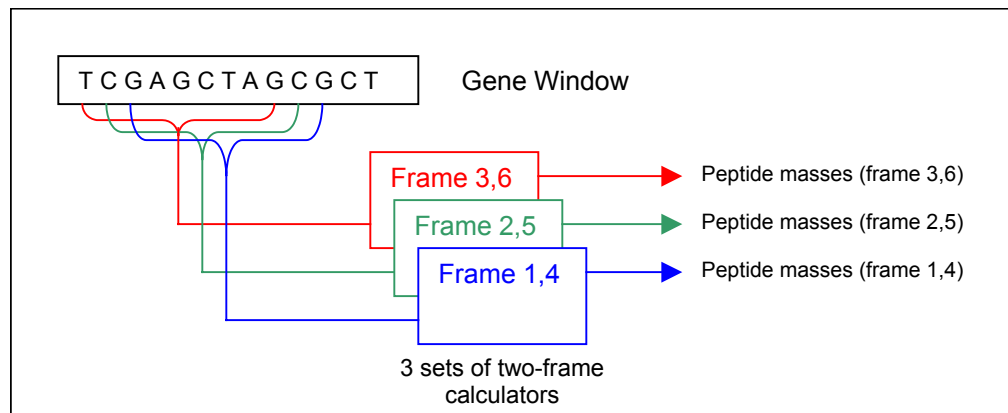 T C G A G C T A G C G C T
Gene Window
Frame 3,6
Peptide masses (frame 3,6)
Frame 2,5
Peptide masses (frame 2,5)
Frame 1,4
Peptide masses (frame 1,4)
3 sets of two-frame
calculators